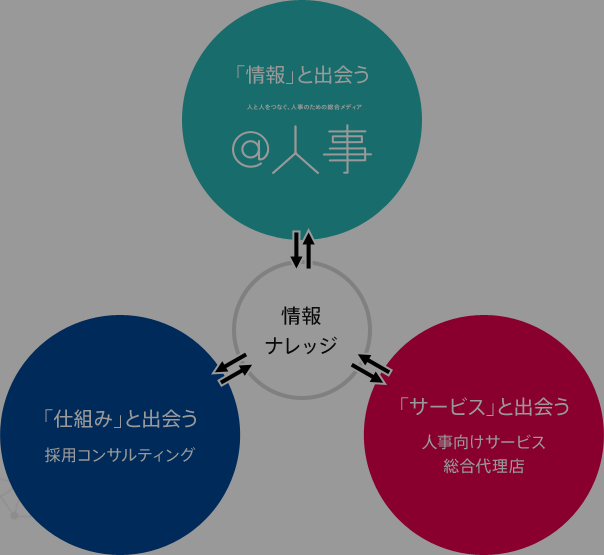 「情報」と出会う
人と人をつなぐ、人事のための総合メディア
@人事
情報
ナレッジ
「仕組み」と出会う
採用コンサルティング
「サービス」と出会う
人事向けサービス
総合代理店